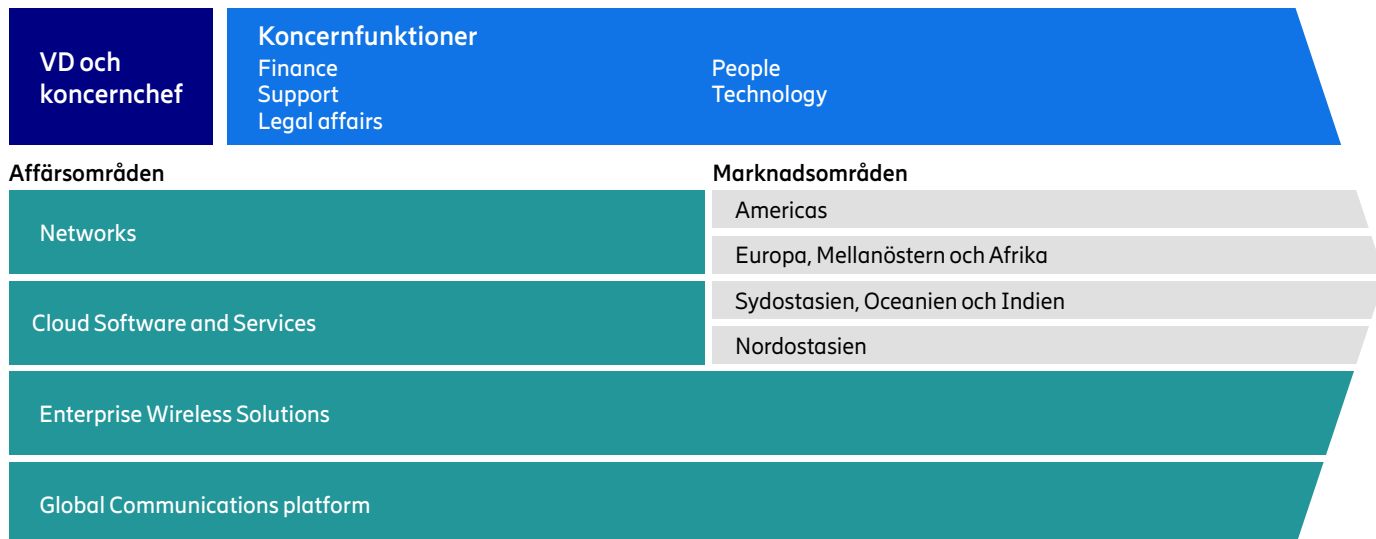 VD och
koncernchef
Koncernfunktioner
Finance
Support
Legal affairs
People
Technology
Affärsområden
Networks
Cloud Software and Services
Enterprise Wireless Solutions
Global Communications platform
Marknadsområden
Americas
Europa, Mellanöstern och Afrika
Sydostasien, Oceanien och Indien
Nordostasien